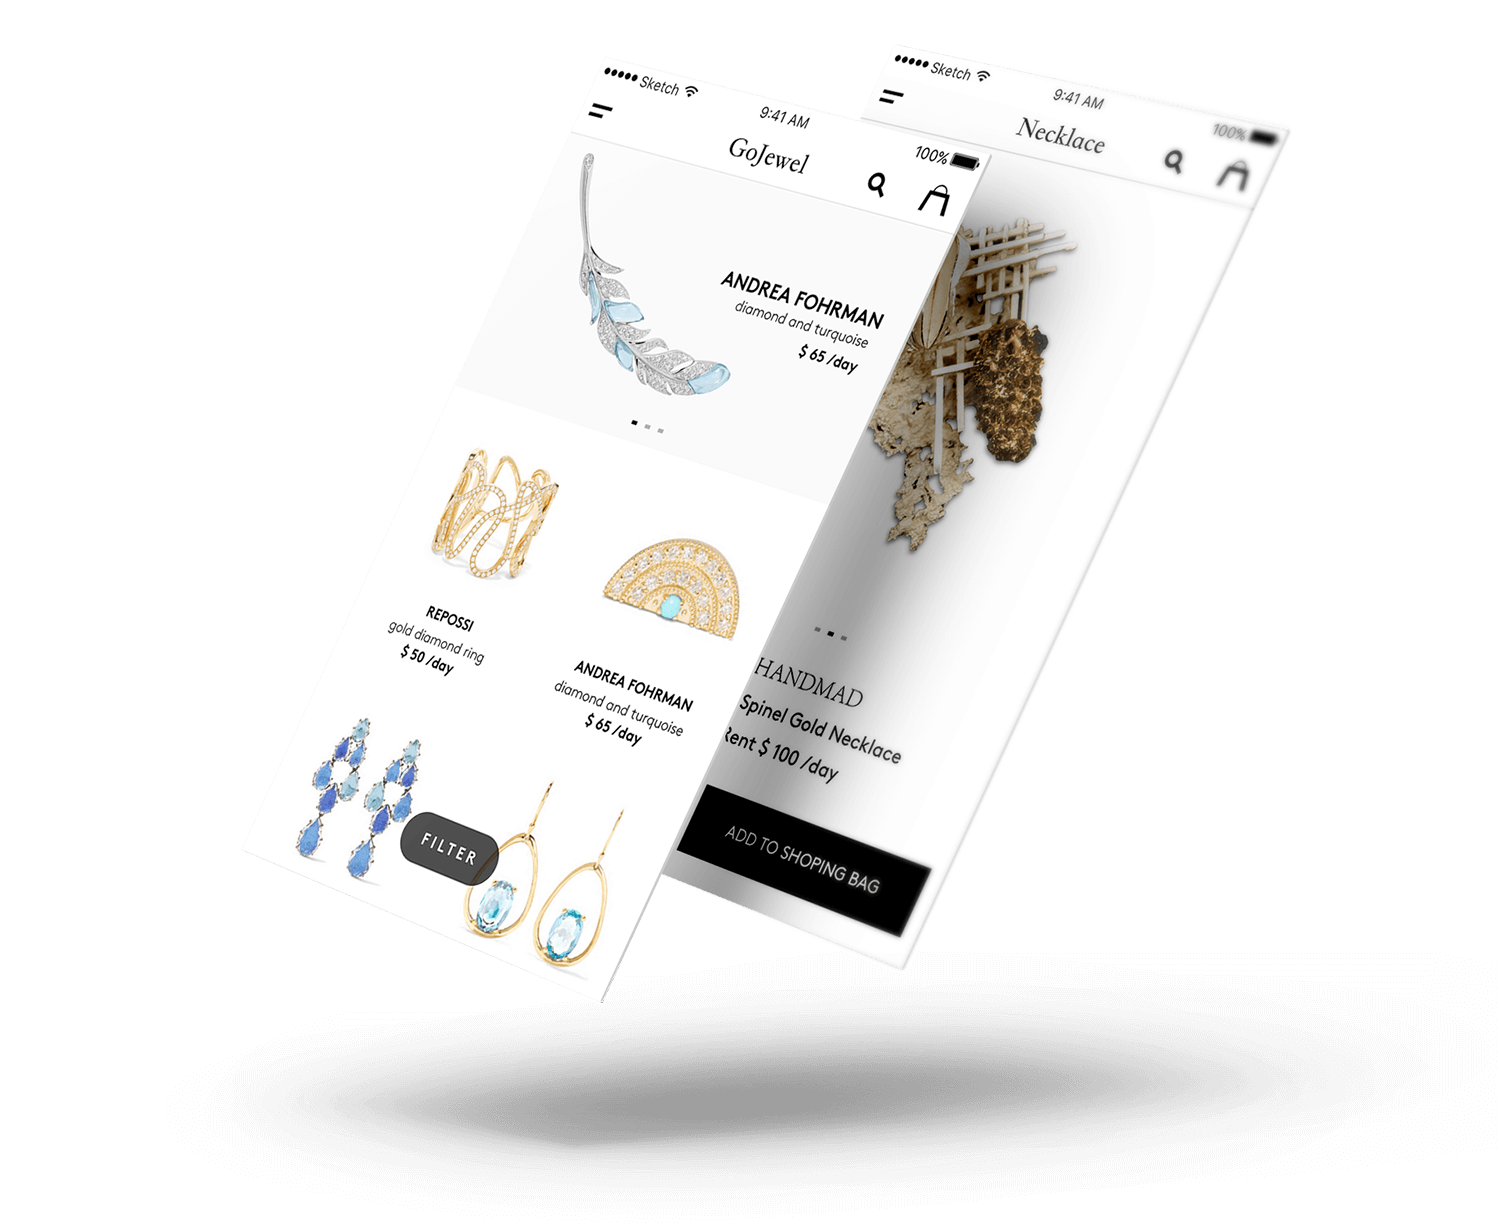 Sketch
9:41 AM
100%
GoJewel
ANDREA FOHRMAN
diamond and turquoise
$ 65 /day
REPOSSI
gold diamond ring
$ 50 /day
ANDREA FOHRMAN
diamond and turquoise
$ 65 /day
FILTER
Sketch
9:41 AM
100%
Necklace
HANDMAD
Spinel Gold Necklace
Rent $ 100 /day
ADD TO SHOPING BAG